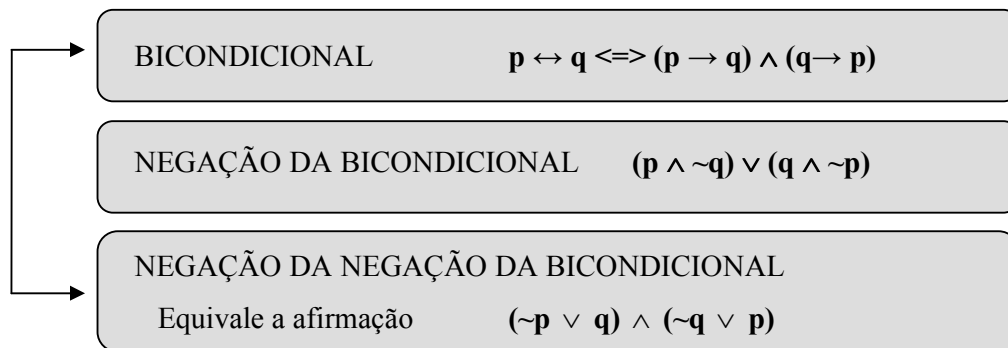 BICONDICIONAL p ↔ q <=> (p → q) ∧ (q→ p)
NEGAÇÃO DA BICONDICIONAL (p ∧ ~q) ∨ (q ∧ ~p)
NEGAÇÃO DA NEGAÇÃO DA BICONDICIONAL
Equivale a afirmação (~p ∨ q) ∧ (~q ∨ p)